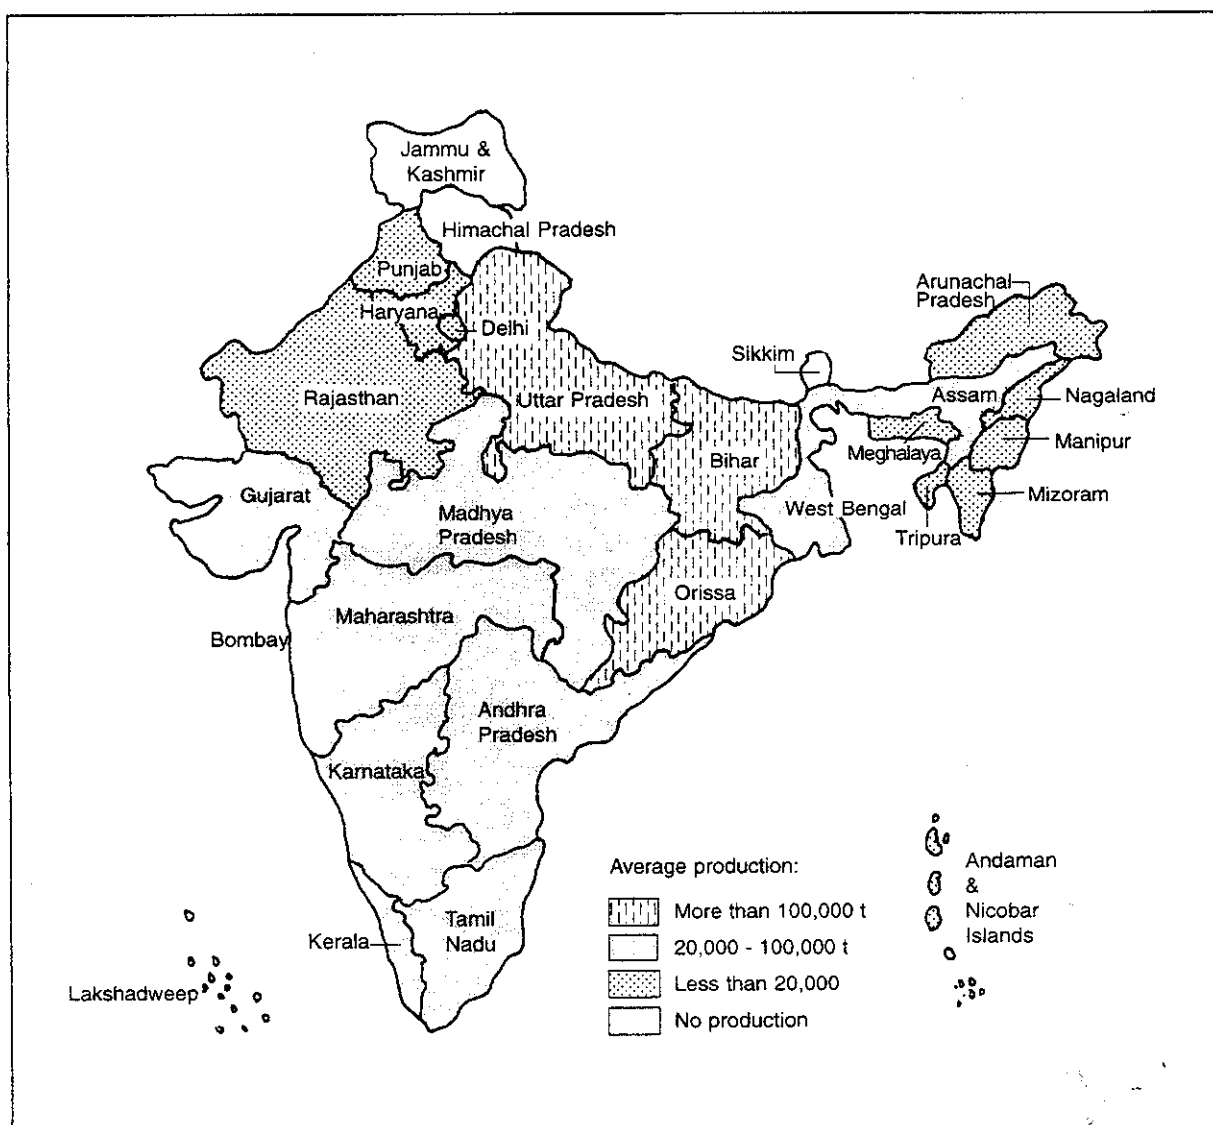 Jammu &
Kashmir
Himachal Pradesh
Punjab
Haryana
Delhi
Arunachal
Pradesh
Sikkim
Rajasthan
Uttar Pradesh
Assam
Nagaland
Bihar
Meghalaya
Manipur
Gujarat
Madhya
Pradesh
West Bengal
Mizoram
Tripura
Orissa
Maharashtra
Bombay
Andhra
Pradesh
Karnataka
Tamil
Nadu
Kerala
Lakshadweep
Andaman
&
Nicobar
Islands
Average production:
More than 100,000 t
20,000 - 100,000 t
Less than 20,000
No production